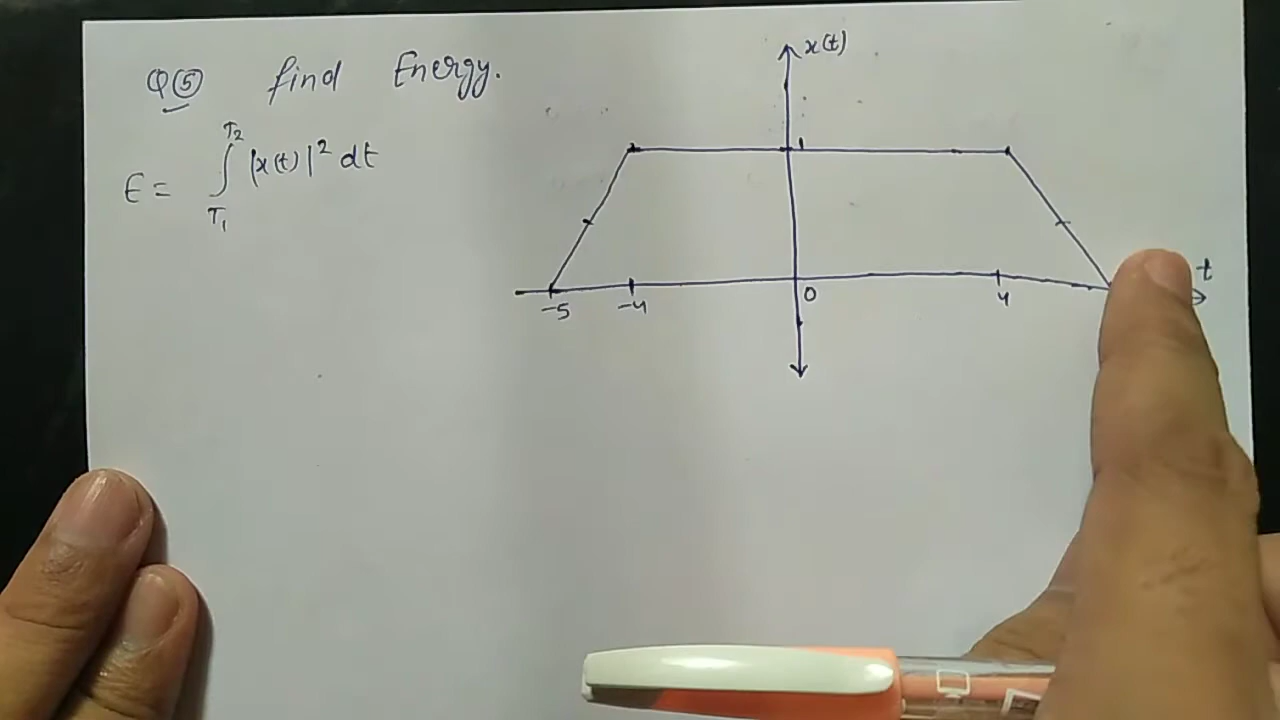 Q⑤ find Energy.
E = ∫_{T₁}^{T₂} |x(t)|² dt
x(t)
1
t
-5 -4 0 4